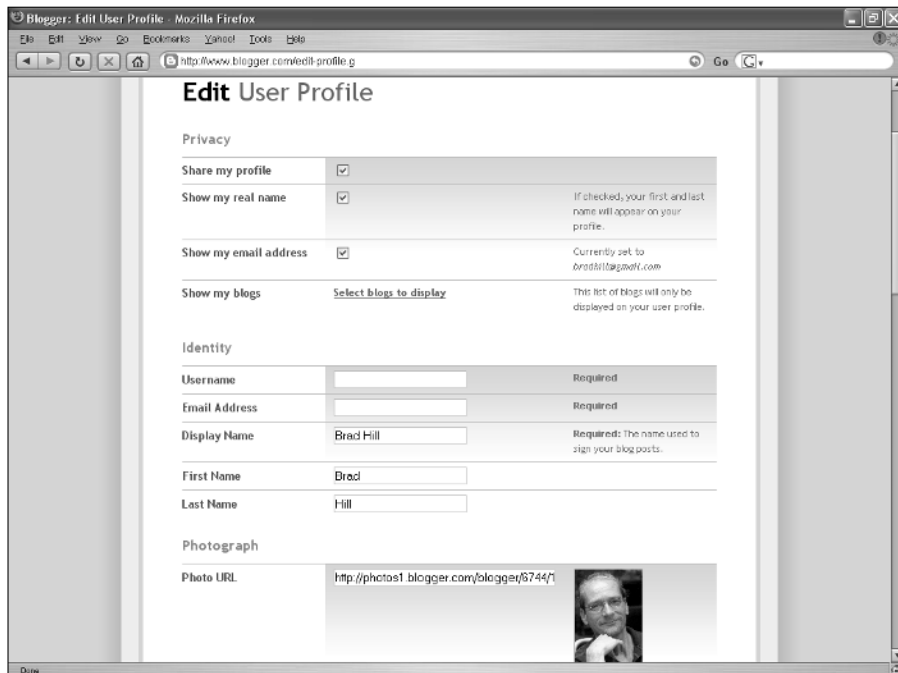 Blogger: Edit User Profile - Mozilla Firefox
File Edit View Go Bookmarks Yahoo! Tools Help
http://www.blogger.com/edit-profile.g
Go
G
Edit User Profile
Privacy
Share my profile
Show my real name
If checked, your first and last
name will appear on your
profile.
Show my email address
Currently set to
bradhill@gmail.com
Show my blogs
Select blogs to display
This list of blogs will only be
displayed on your user profile.
Identity
Username
Required
Email Address
Required
Display Name
Brad Hill
Required: The name used to
sign your blog posts.
First Name
Brad
Last Name
Hill
Photograph
Photo URL
http://photos1.blogger.com/blogger/6744/1
Done